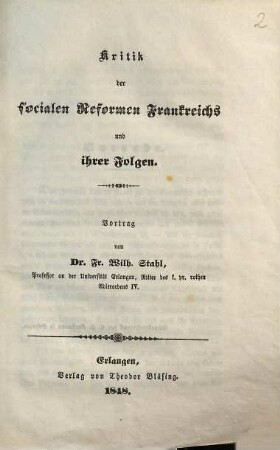 2
Kritik
der
socialen Reformen Frankreichs
und
ihrer Folgen.
Vortrag
von
Dr. Fr. Wilh. Stahl,
Professor an der Universität Erlangen, Ritter des k. pr. rothen
Adlerordens IV.
Erlangen,
Verlag von Theodor Bläsing.
1848.